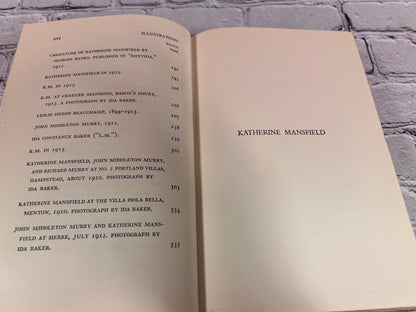 xvi ILLUSTRATIONS
FACING
PAGE
CARICATURE OF KATHERINE MANSFIELD BY
GEORGES BANKS. PUBLISHED IN "RHYTHM,"
1912. 142
KATHERINE MANSFIELD IN 1912. 143
K.M. IN 1913. 206
K.M. AT CHAUCER MANSIONS, BARON'S COURT,
1913. A PHOTOGRAPH BY IDA BAKER. 206
LESLIE HERON BEAUCHAMP, 1894-1915. 207
JOHN MIDDLETON MURRY, 1912. 238
IDA CONSTANCE BAKER ("L.M."). 239
K.M. IN 1915. 302
KATHERINE MANSFIELD, JOHN MIDDLETON MURRY,
AND RICHARD MURRY AT NO. 2 PORTLAND VILLAS,
HAMPSTEAD, ABOUT 1920. PHOTOGRAPH BY
IDA BAKER. 303
KATHERINE MANSFIELD AT THE VILLA ISOLA BELLA,
MENTON, 1920. PHOTOGRAPH BY IDA BAKER. 334
JOHN MIDDLETON MURRY AND KATHERINE MANS-
FIELD AT SIERRE, JULY 1922. PHOTOGRAPH BY
IDA BAKER. 335
KATHERINE MANSFIELD